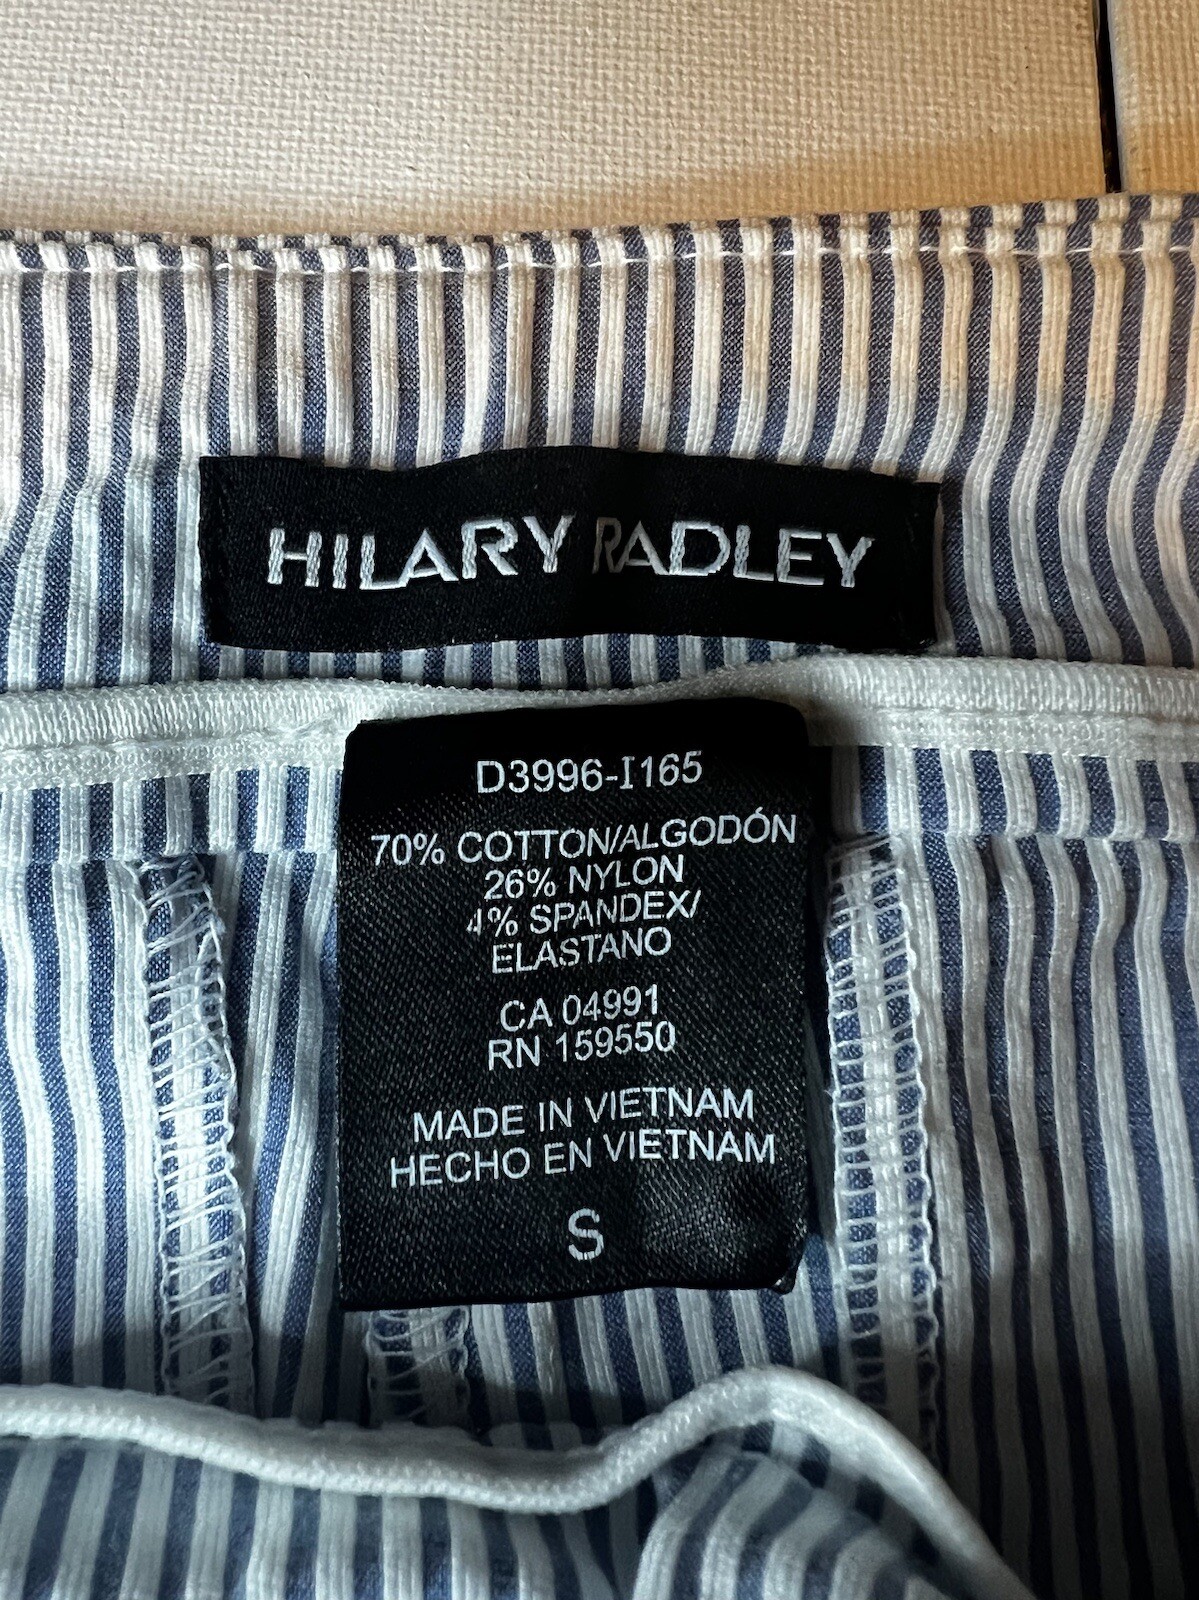 HILARY RADLEY
D3996-I165
70% COTTON/ALGODÓN
26% NYLON
4% SPANDEX/
ELASTANO
CA 04991
RN 159550
MADE IN VIETNAM
HECHO EN VIETNAM
S